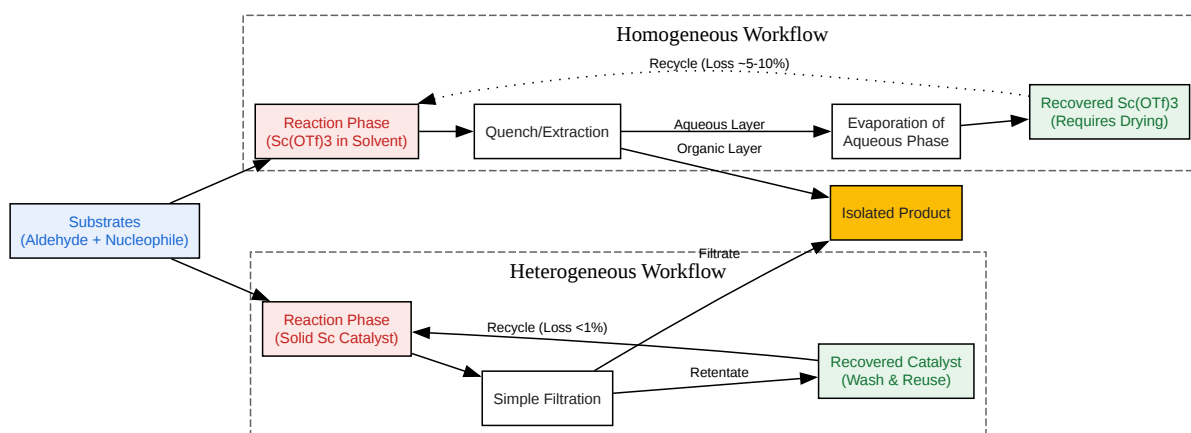 Homogeneous Workflow
Recycle (Loss ~5-10%)
Reaction Phase
(Sc(OTf)3 in Solvent)
Quench/Extraction
Aqueous Layer
Organic Layer
Evaporation of
Aqueous Phase
Recovered Sc(OTf)3
(Requires Drying)
Substrates
(Aldehyde + Nucleophile)
Isolated Product
Filtrate
Heterogeneous Workflow
Reaction Phase
(Solid Sc Catalyst)
Recycle (Loss <1%)
Simple Filtration
Retentate
Recovered Catalyst
(Wash & Reuse)